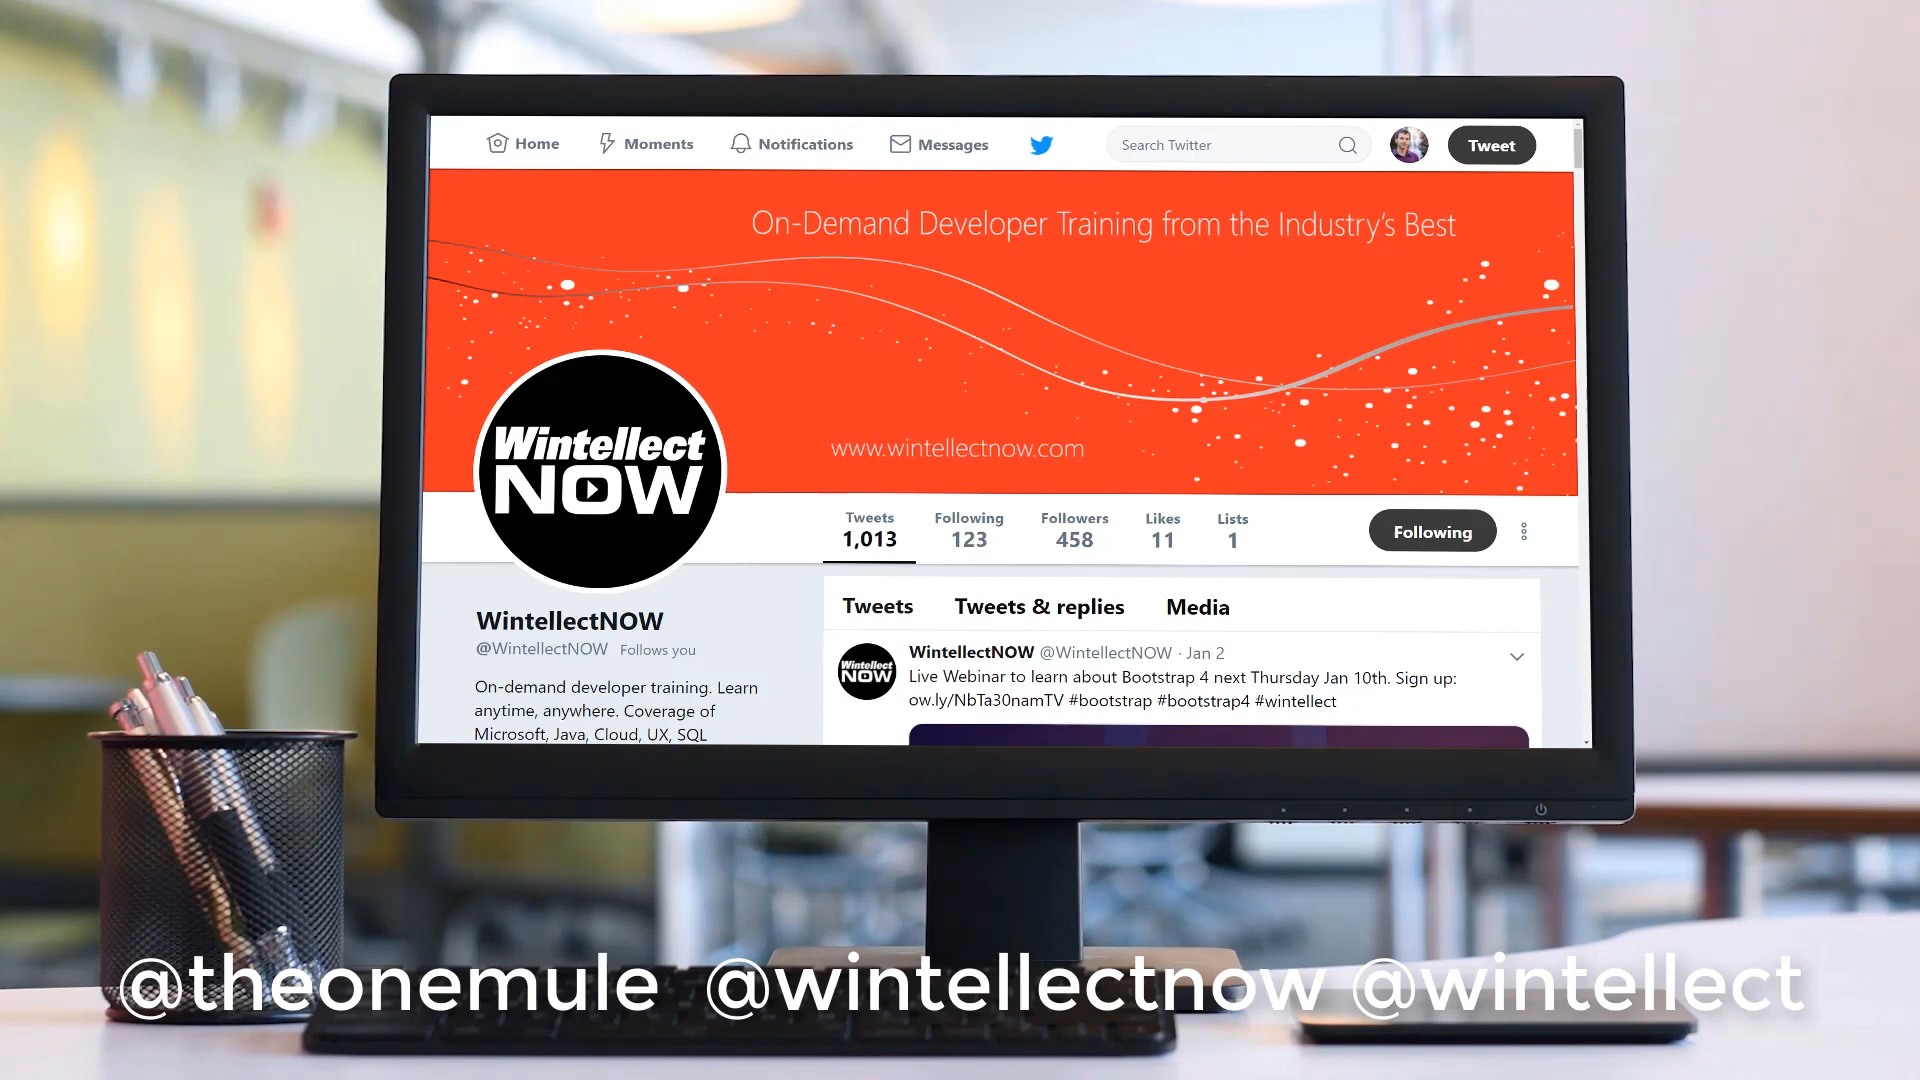 Home Moments Notifications Messages Search Twitter Tweet
On-Demand Developer Training from the Industry's Best
www.wintellectnow.com
Wintellect
NOW
Tweets Following Followers Likes Lists
1,013 123 458 11 1
Following
WintellectNOW
@WintellectNOW Follows you
On-demand developer training. Learn
anytime, anywhere. Coverage of
Microsoft, Java, Cloud, UX, SQL
Tweets Tweets & replies Media
Wintellect
NOW
WintellectNOW @WintellectNOW · Jan 2
Live Webinar to learn about Bootstrap 4 next Thursday Jan 10th. Sign up:
ow.ly/NbTa30namTV #bootstrap #bootstrap4 #wintellect
@theonemule @wintellectnow @wintellect